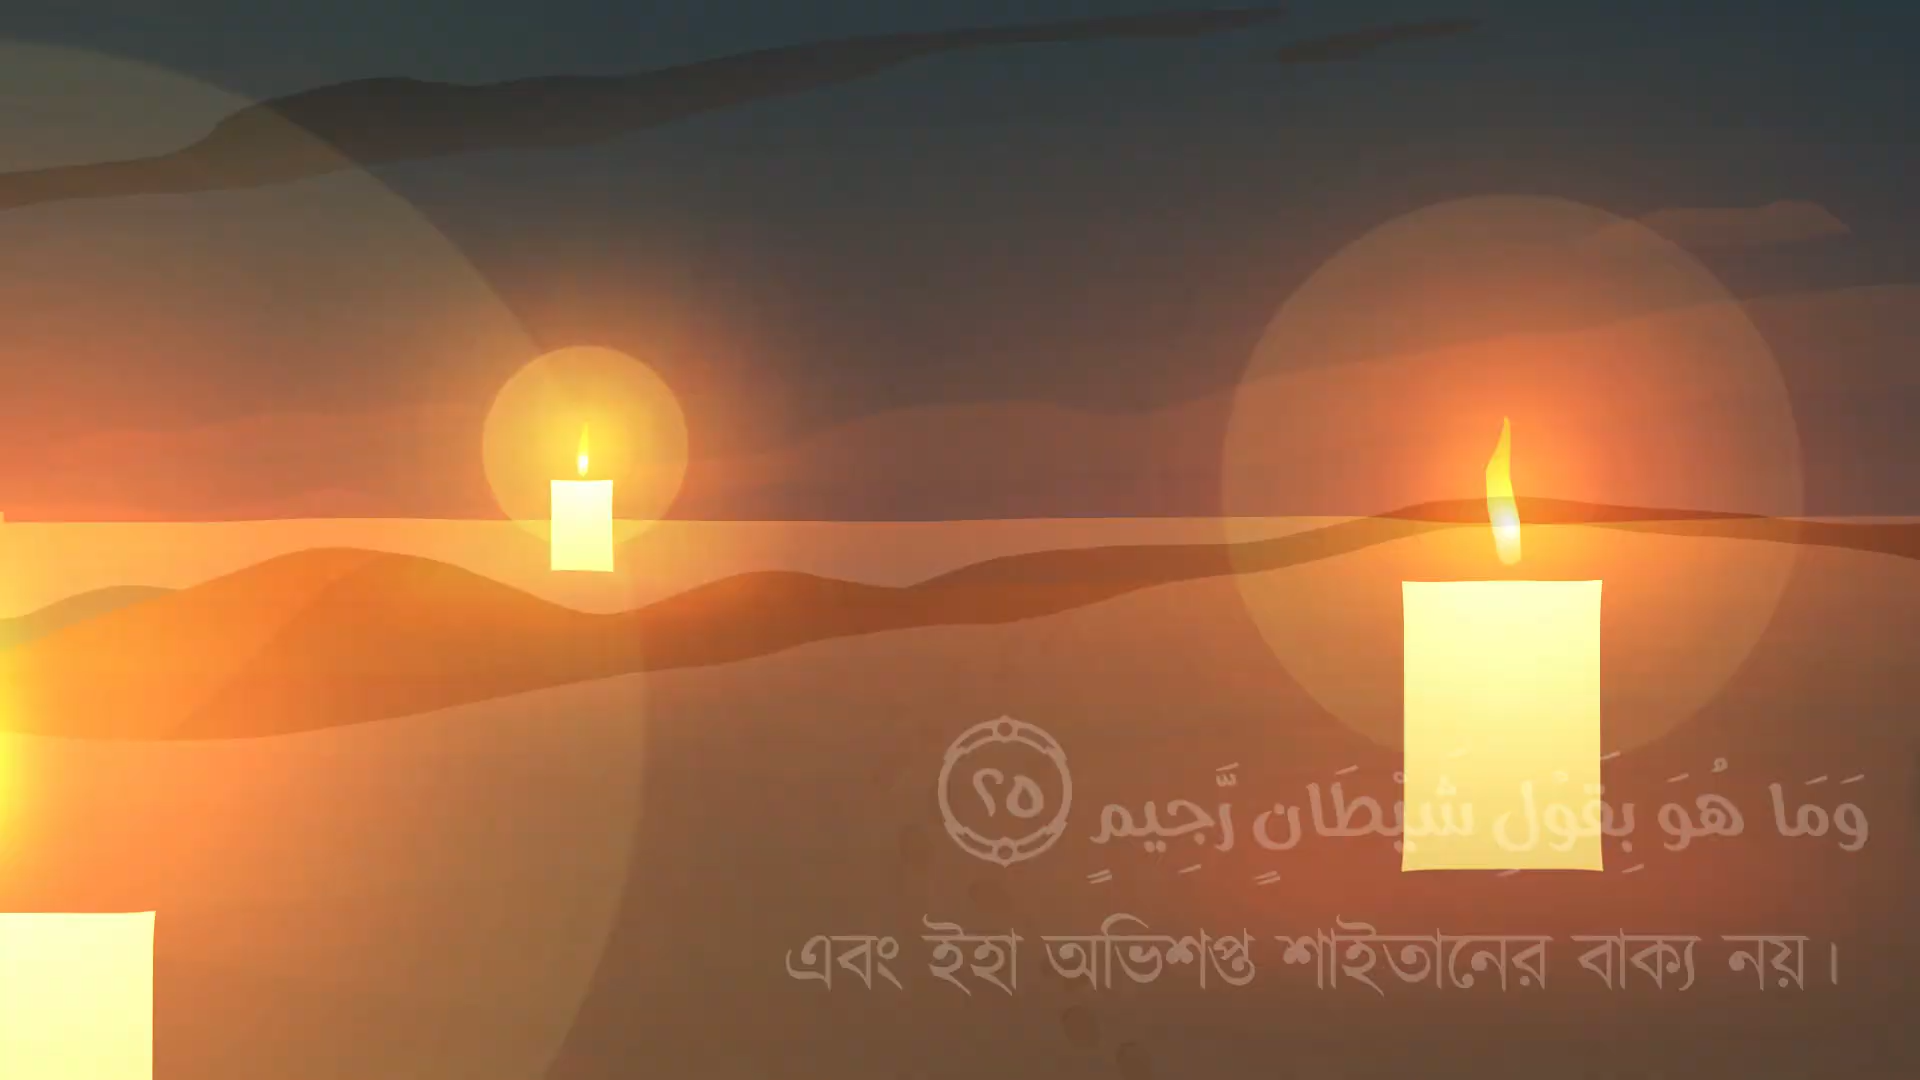 وَمَا هُوَ بِقَوْلِ شَيْطَانٍ رَّجِيمٍ ٢٥
এবং ইহা অভিশপ্ত শাইতানের বাক্য নয়।